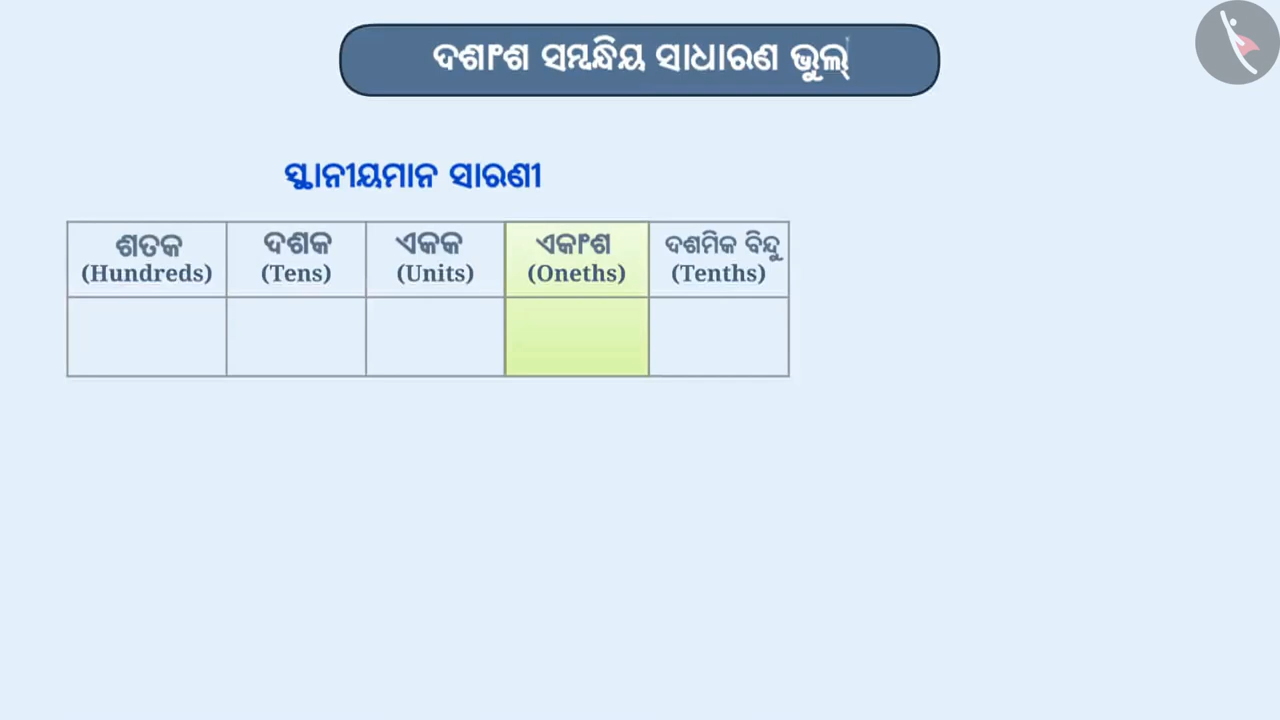 ଦଶାଂଶ ସମ୍ବନ୍ଧିୟ ସାଧାରଣ ଭୁଲ୍
ସ୍ଥାନୀୟମାନ ସାରଣୀ
ଶତକ ଦଶକ ଏକକ ଏକାଂଶ ଦଶମିକ ବିନ୍ଦୁ
(Hundreds) (Tens) (Units) (Oneths) (Tenths)